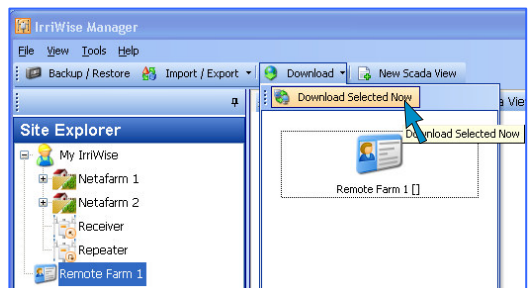 IrriWise Manager
File View Tools Help
Backup / Restore Import / Export Download New Scada View
Download Selected Now
a Vie
Download Selected Now
Site Explorer
My IrriWise
Netafarm 1
Netafarm 2
Receiver
Repeater
Remote Farm 1
Remote Farm 1 []